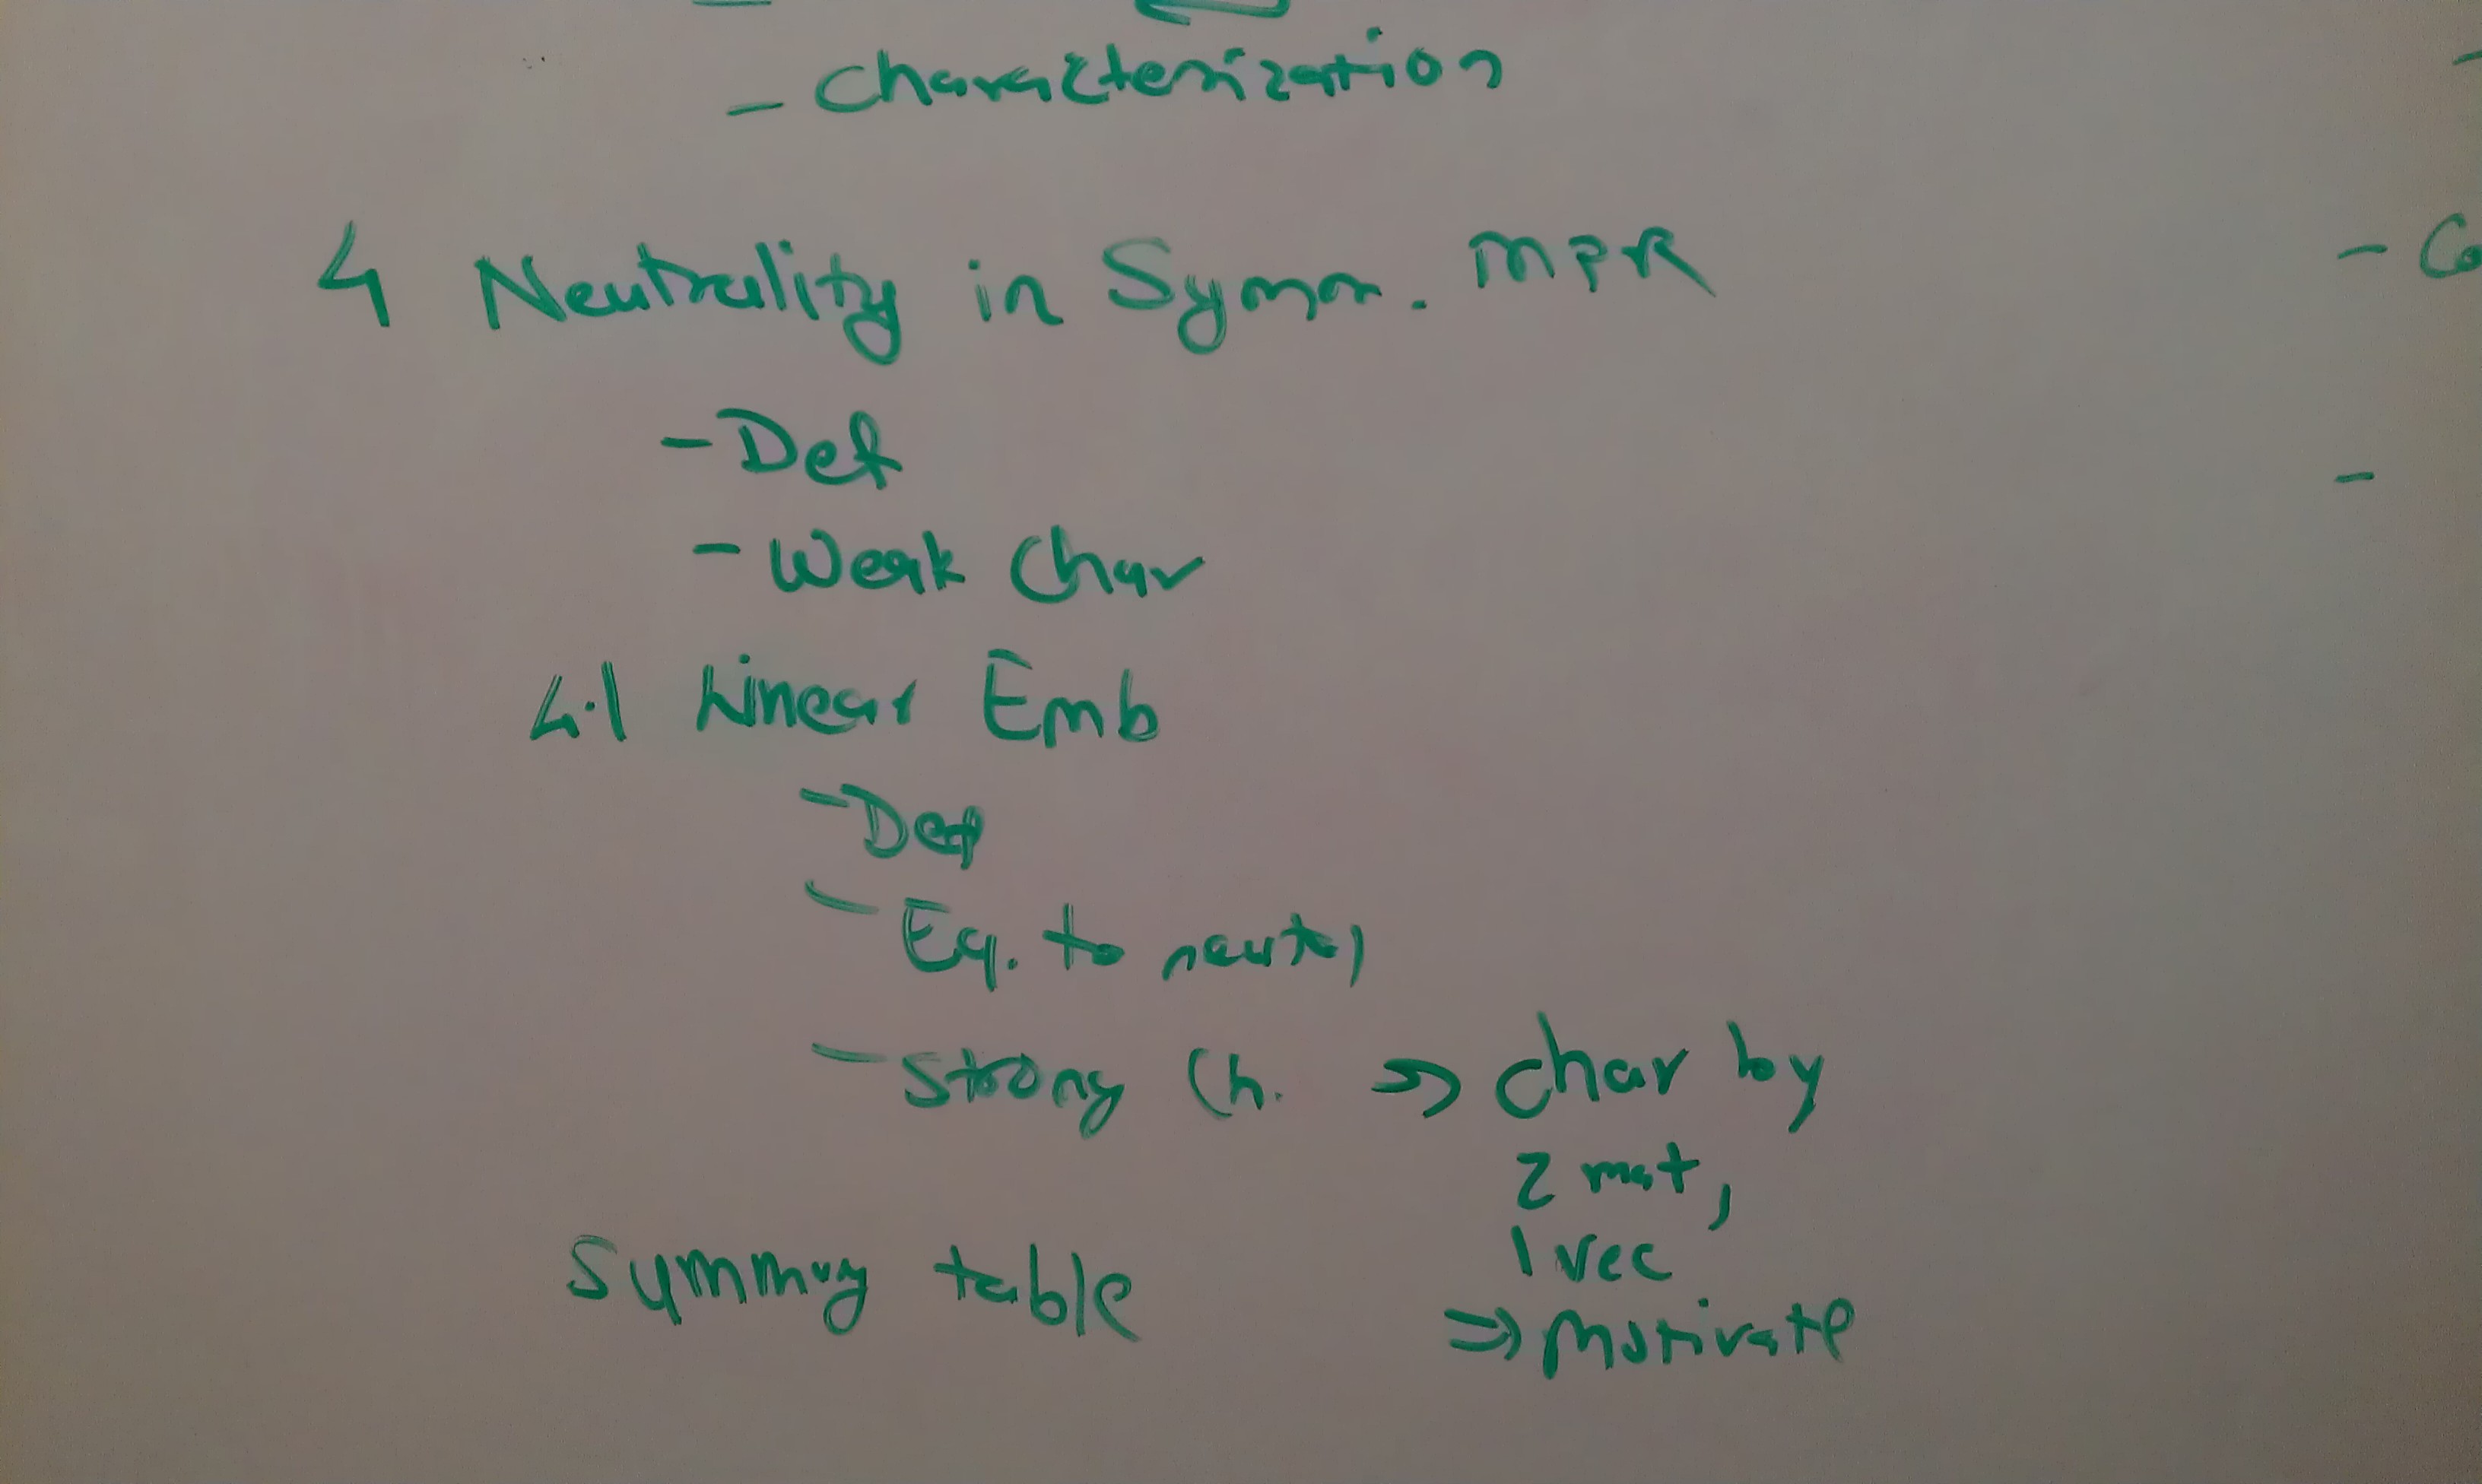 - Characterization
4 Neutrality in Symm. MPR
- Def
- Weak Char
4.1 Linear Emb
- Def
- Eq. to neutrl
- Strong Ch. → char by
2 mat,
1 vec
Summary table
⇒ Motivate
- Co
-